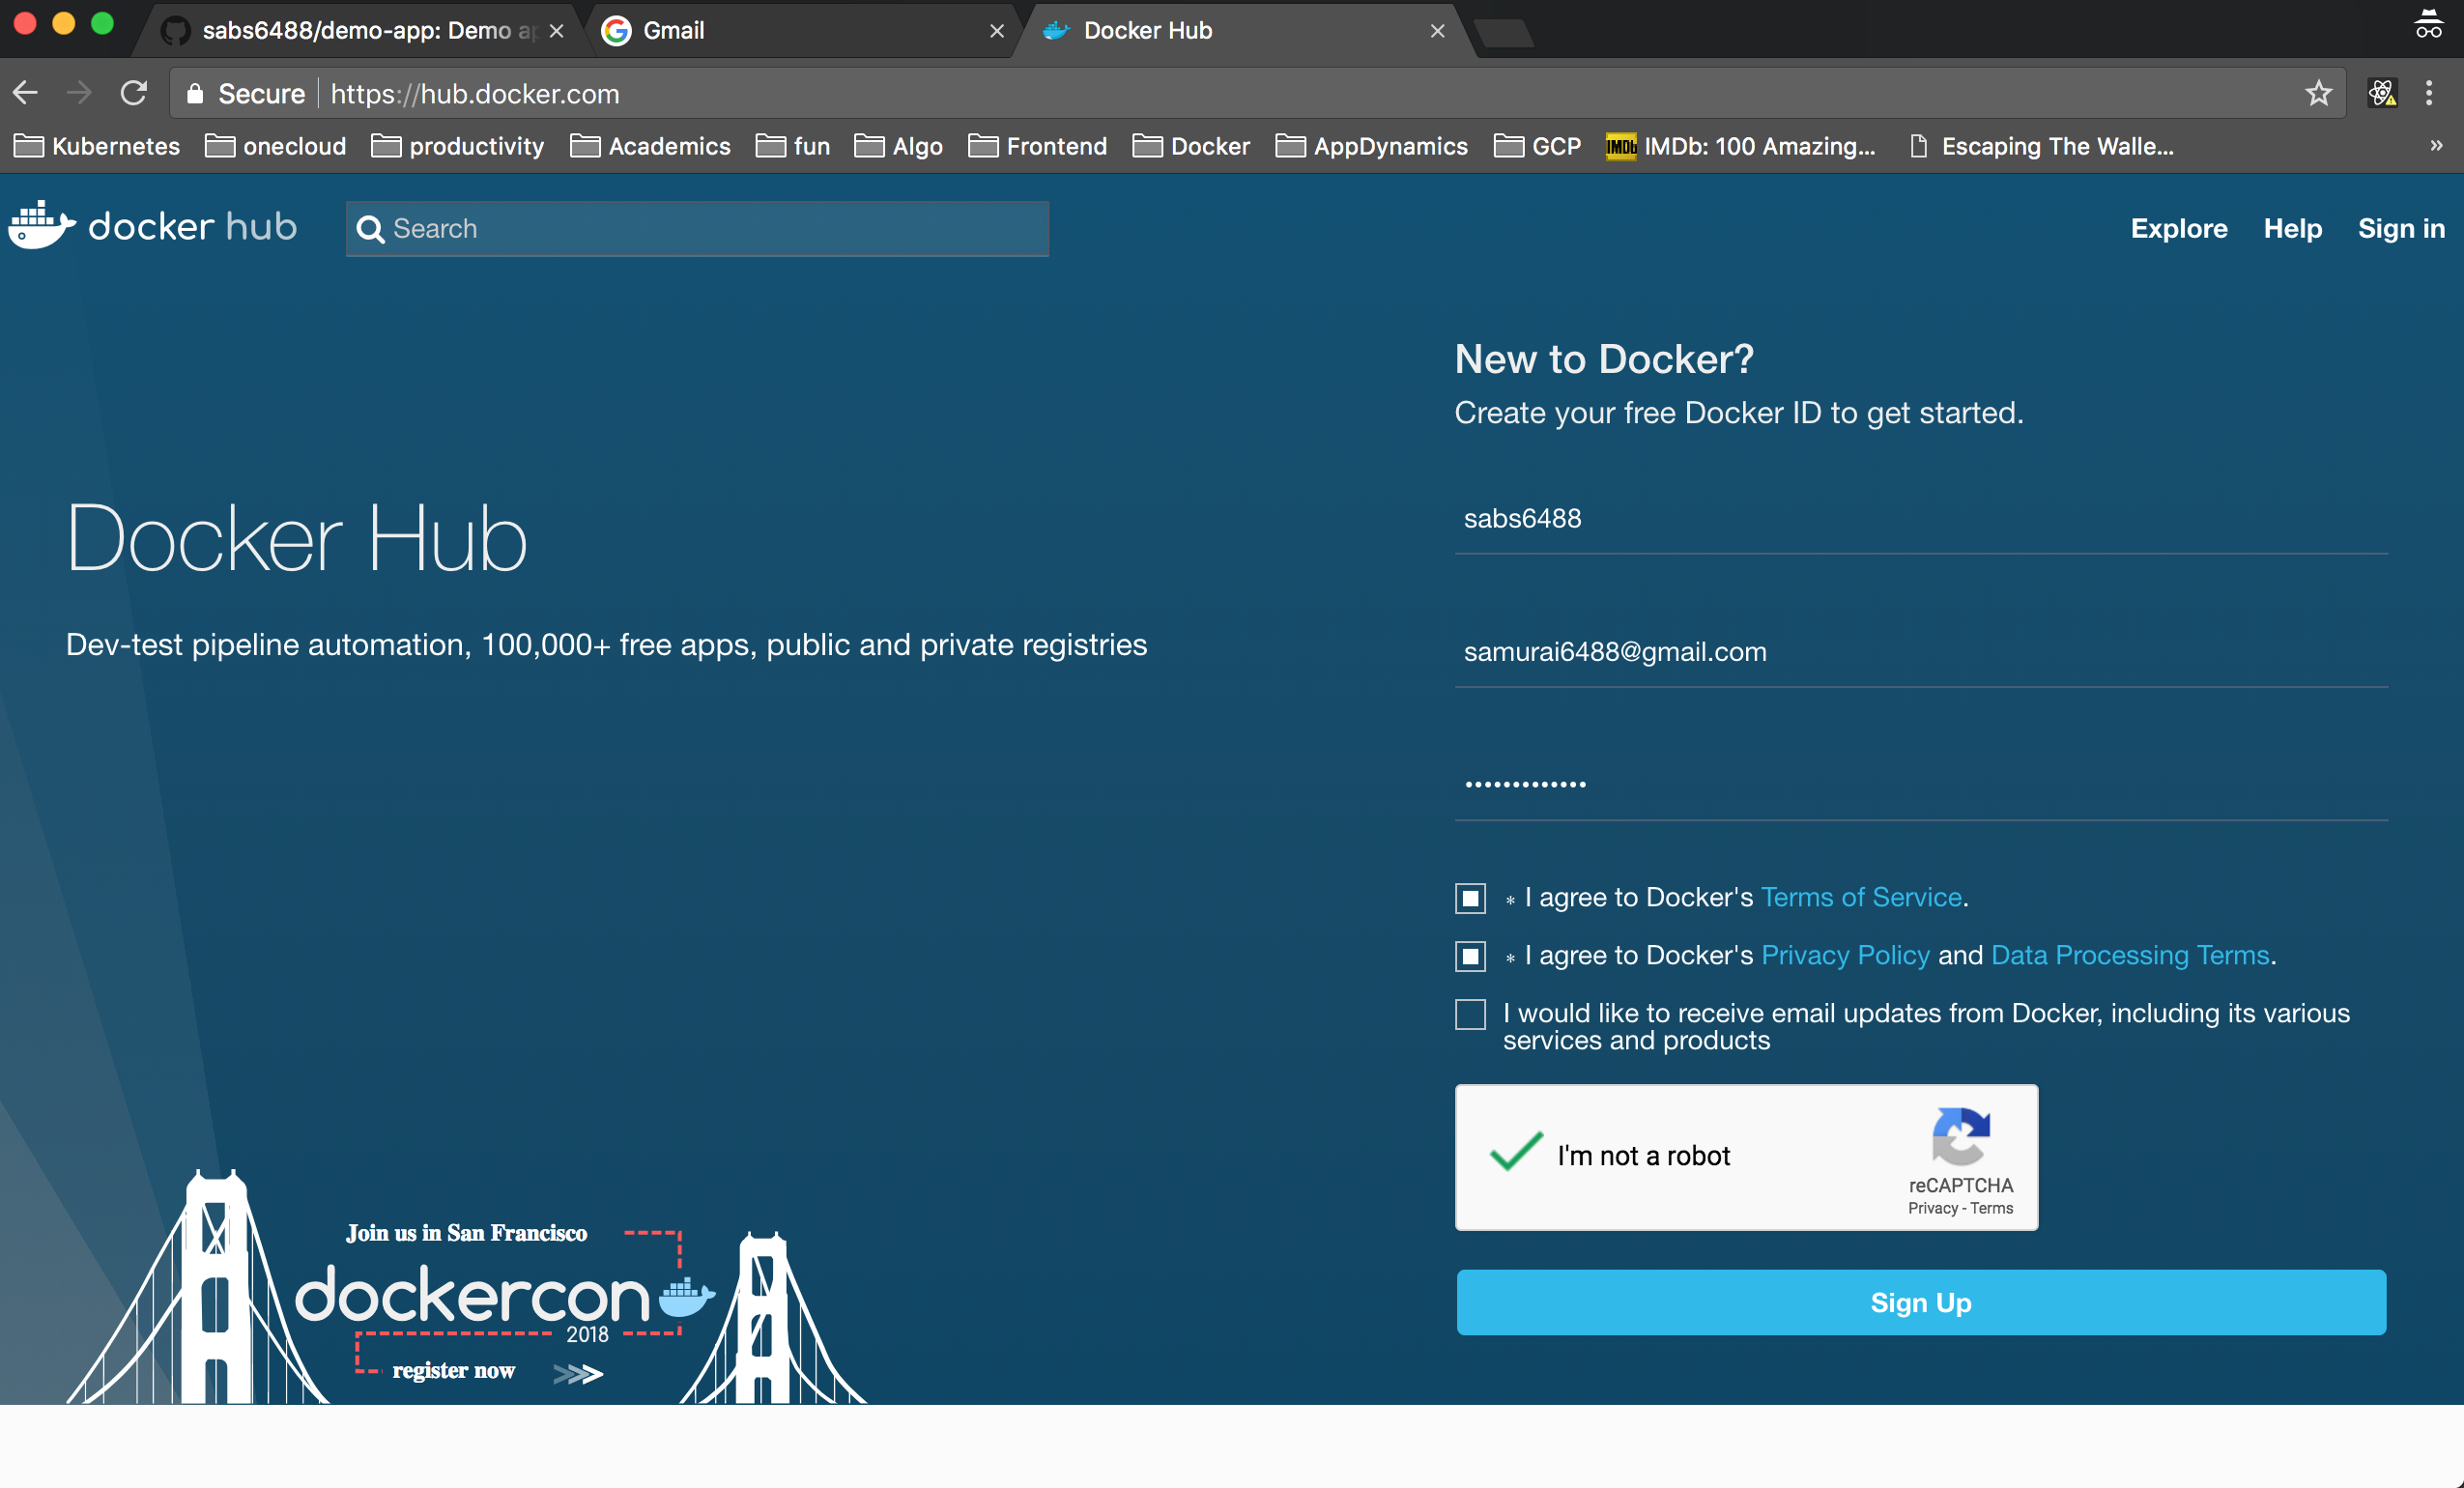 sabs6488/demo-app: Demo ap
Gmail
Docker Hub
Secure https://hub.docker.com
Kubernetes onecloud productivity Academics fun Algo Frontend Docker AppDynamics GCP IMDb IMDb: 100 Amazing... Escaping The Walle... »
docker hub
Search
Explore Help Sign in
New to Docker?
Create your free Docker ID to get started.
sabs6488
Docker Hub
Dev-test pipeline automation, 100,000+ free apps, public and private registries
samurai6488@gmail.com
•••••••••••••
* I agree to Docker's Terms of Service.
* I agree to Docker's Privacy Policy and Data Processing Terms.
I would like to receive email updates from Docker, including its various
services and products
I'm not a robot
reCAPTCHA
Privacy - Terms
Sign Up
Join us in San Francisco
dockercon
2018
register now